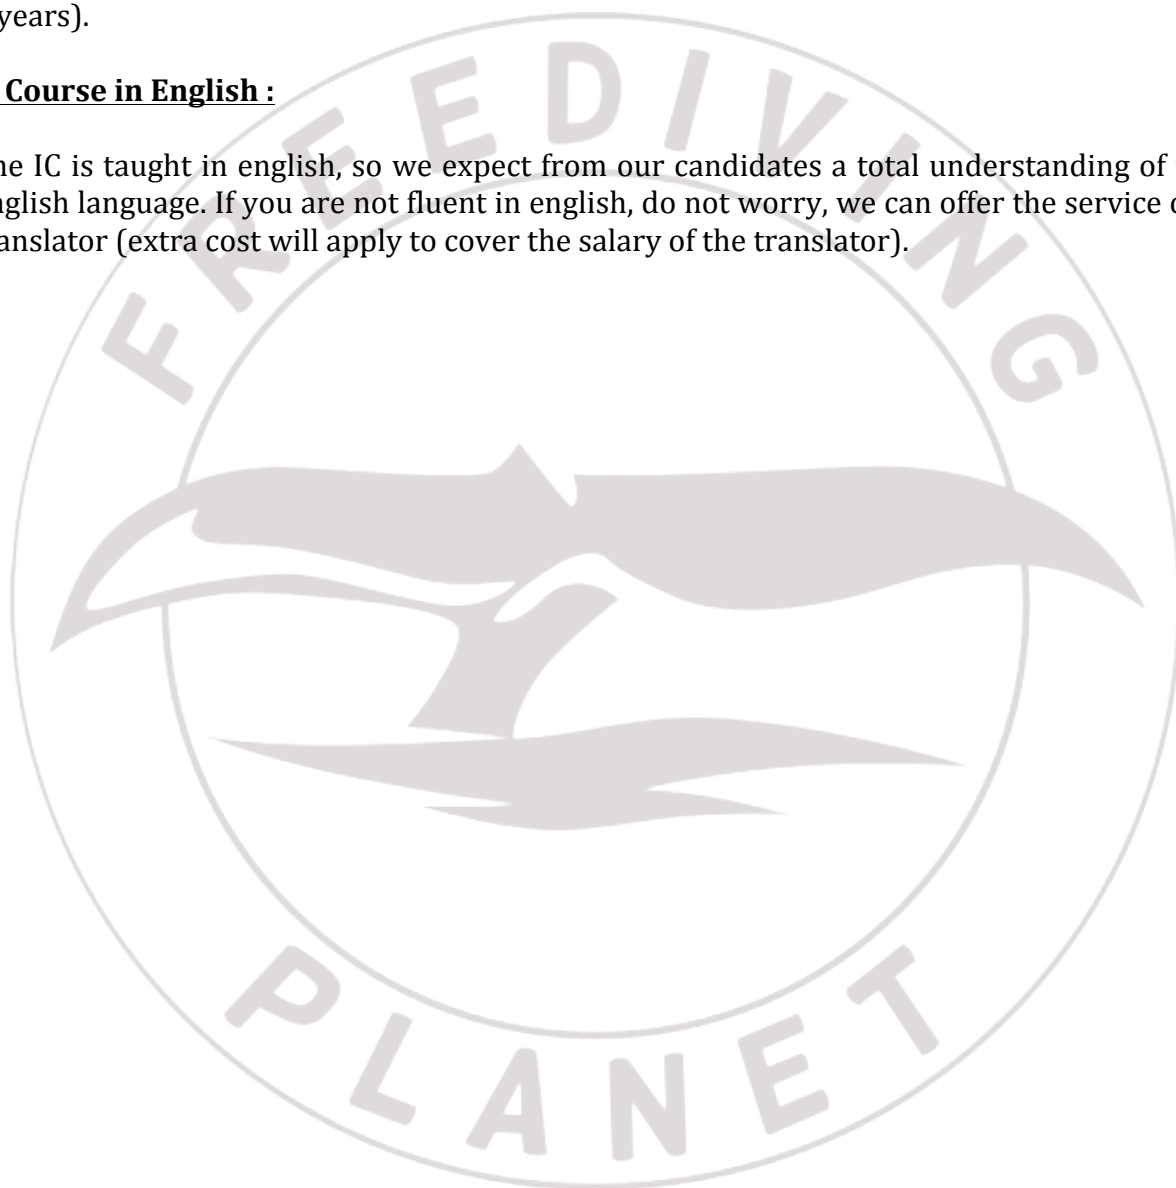 years).
Course in English :
he IC is taught in english, so we expect from our candidates a total understanding of
nglish language. If you are not fluent in english, do not worry, we can offer the service o
ranslator (extra cost will apply to cover the salary of the translator).
FREEDIVING
PLANET